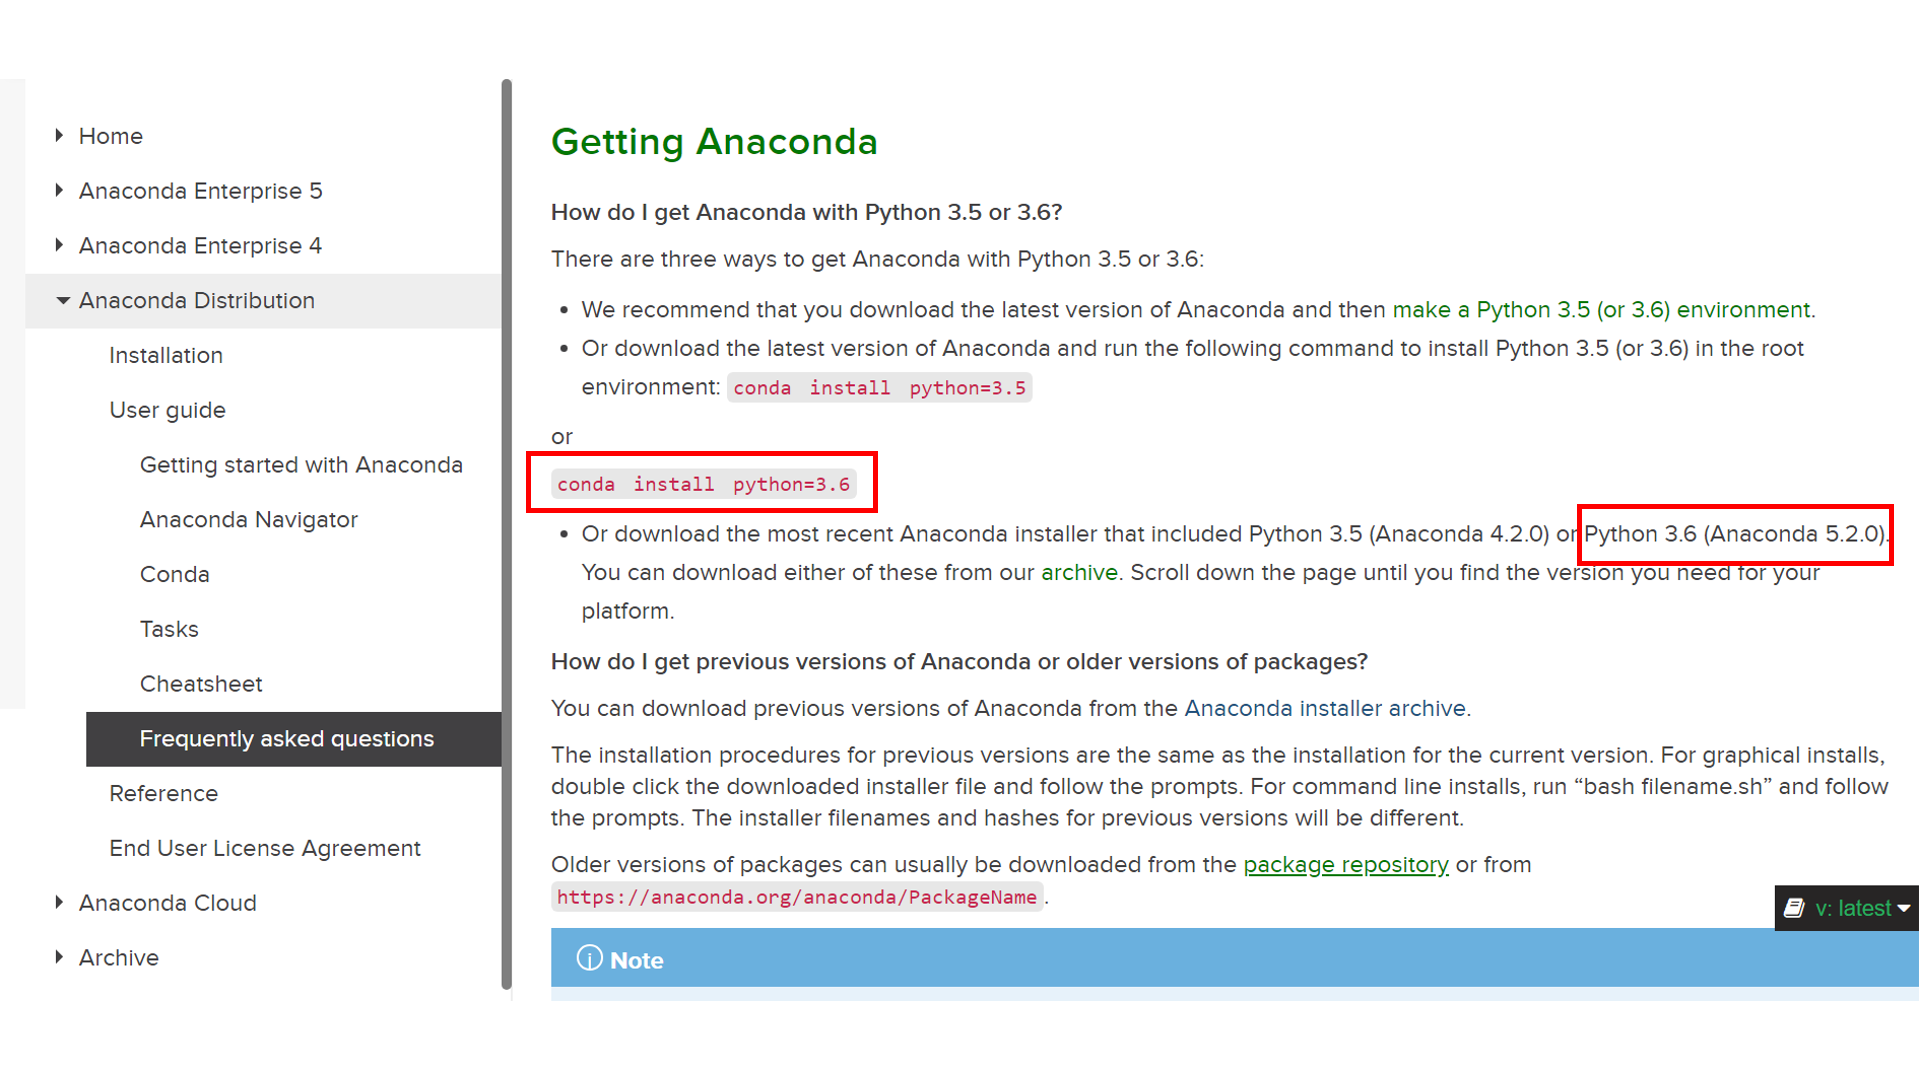 Home
Anaconda Enterprise 5
Anaconda Enterprise 4
Anaconda Distribution
Installation
User guide
Getting started with Anaconda
Anaconda Navigator
Conda
Tasks
Cheatsheet
Frequently asked questions
Reference
End User License Agreement
Anaconda Cloud
Archive
Getting Anaconda
How do I get Anaconda with Python 3.5 or 3.6?
There are three ways to get Anaconda with Python 3.5 or 3.6:
• We recommend that you download the latest version of Anaconda and then make a Python 3.5 (or 3.6) environment.
• Or download the latest version of Anaconda and run the following command to install Python 3.5 (or 3.6) in the root
environment: conda install python=3.5
or
conda install python=3.6
• Or download the most recent Anaconda installer that included Python 3.5 (Anaconda 4.2.0) or Python 3.6 (Anaconda 5.2.0).
You can download either of these from our archive. Scroll down the page until you find the version you need for your
platform.
How do I get previous versions of Anaconda or older versions of packages?
You can download previous versions of Anaconda from the Anaconda installer archive.
The installation procedures for previous versions are the same as the installation for the current version. For graphical installs,
double click the downloaded installer file and follow the prompts. For command line installs, run “bash filename.sh” and follow
the prompts. The installer filenames and hashes for previous versions will be different.
Older versions of packages can usually be downloaded from the package repository or from
https://anaconda.org/anaconda/PackageName.
v: latest
Note